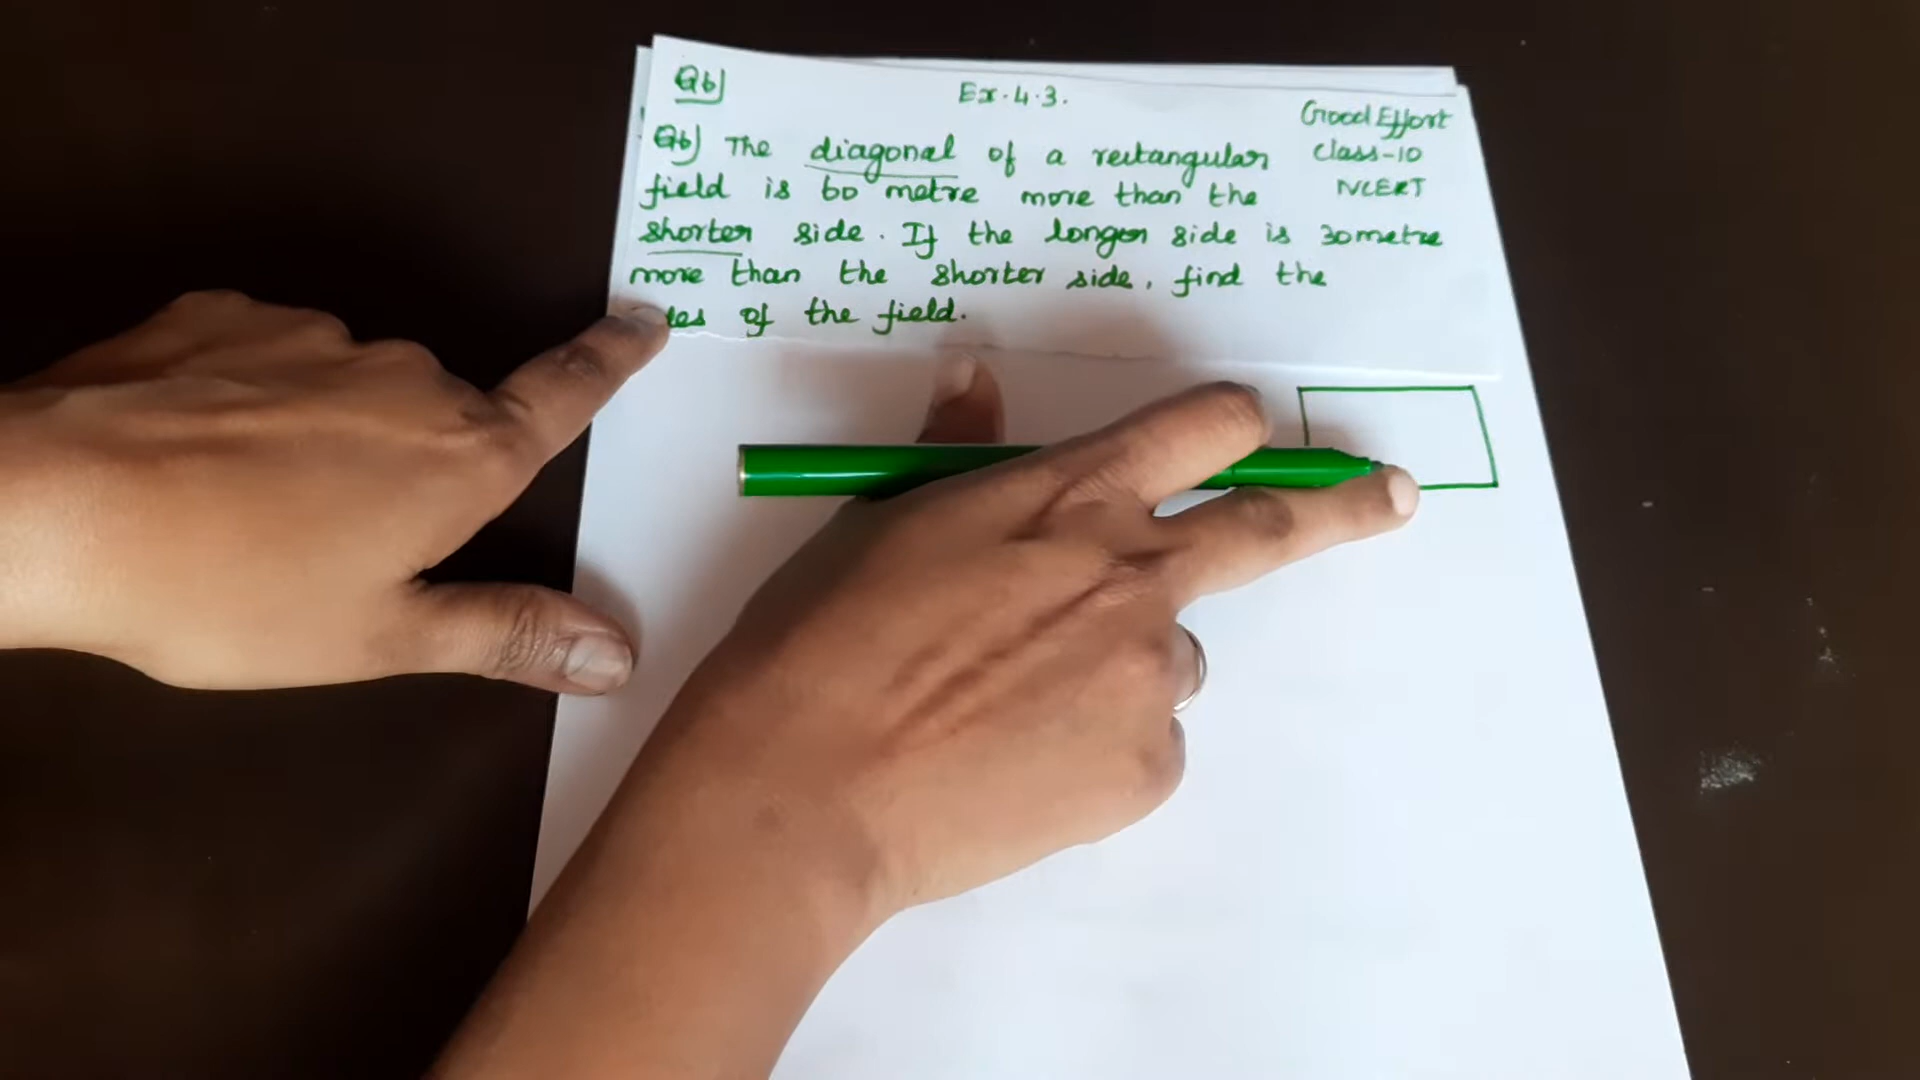 Q6)
Ex. 4.3.
Good Effort
Class-10
NCERT
Q6) The diagonal of a rectangular
field is 60 metre more than the
shorter side. If the longer side is 30metre
more than the shorter side, find the
of the field.